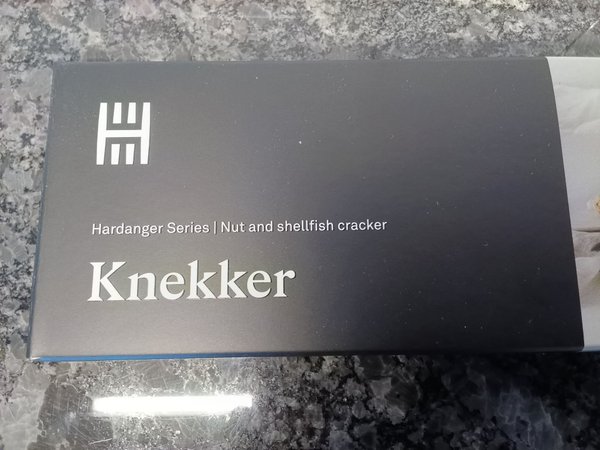 Hardanger Series | Nut and shellfish cracker
Knekker